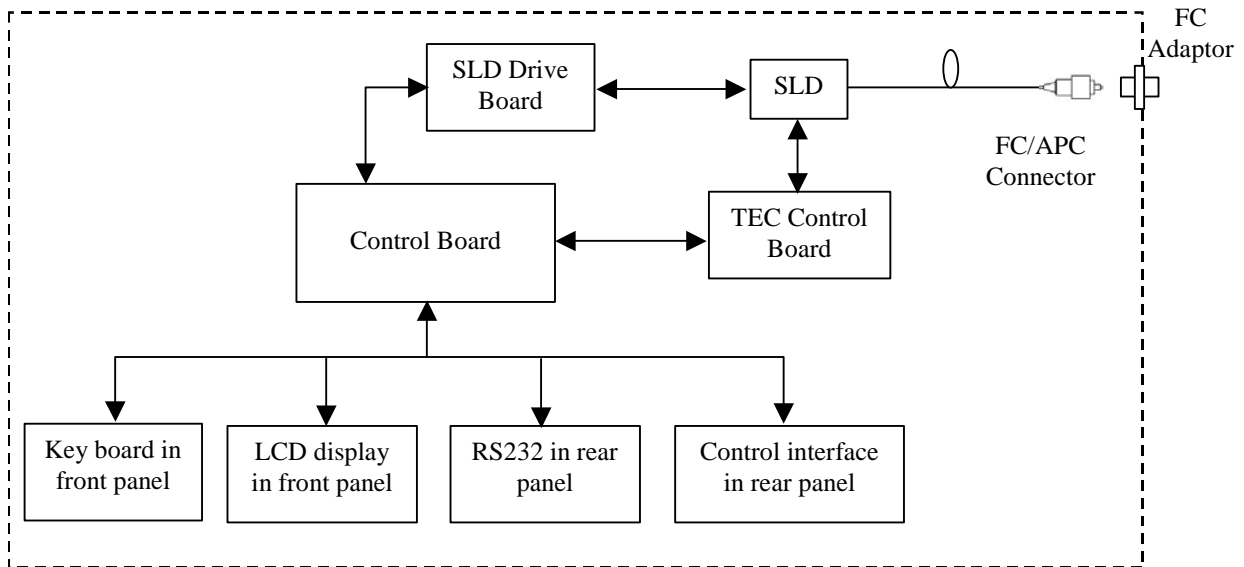 FC
Adaptor
SLD Drive
Board
SLD
FC/APC
Connector
Control Board
TEC Control
Board
Key board in
front panel
LCD display
in front panel
RS232 in rear
panel
Control interface
in rear panel